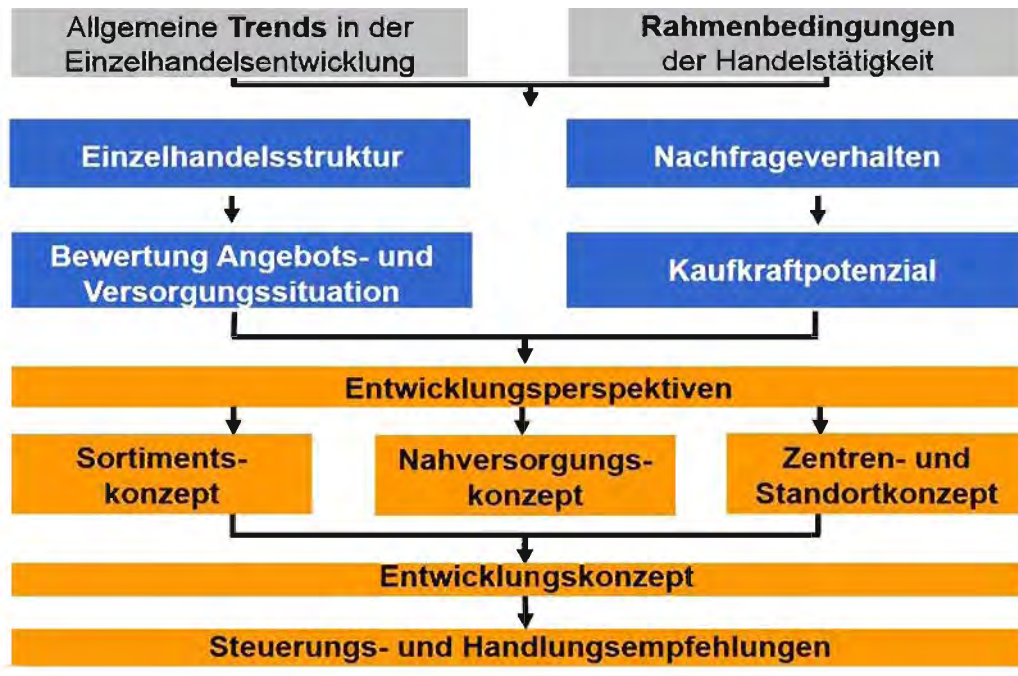 Allgemeine Trends in der
Einzelhandelsentwicklung
Rahmenbedingungen
der Handelstätigkeit
Einzelhandelsstruktur
Nachfrageverhalten
Bewertung Angebots- und
Versorgungssituation
Kaufkraftpotenzial
Entwicklungsperspektiven
Sortiments-
konzept
Nahversorgungs-
konzept
Zentren- und
Standortkonzept
Entwicklungskonzept
Steuerungs- und Handlungsempfehlungen